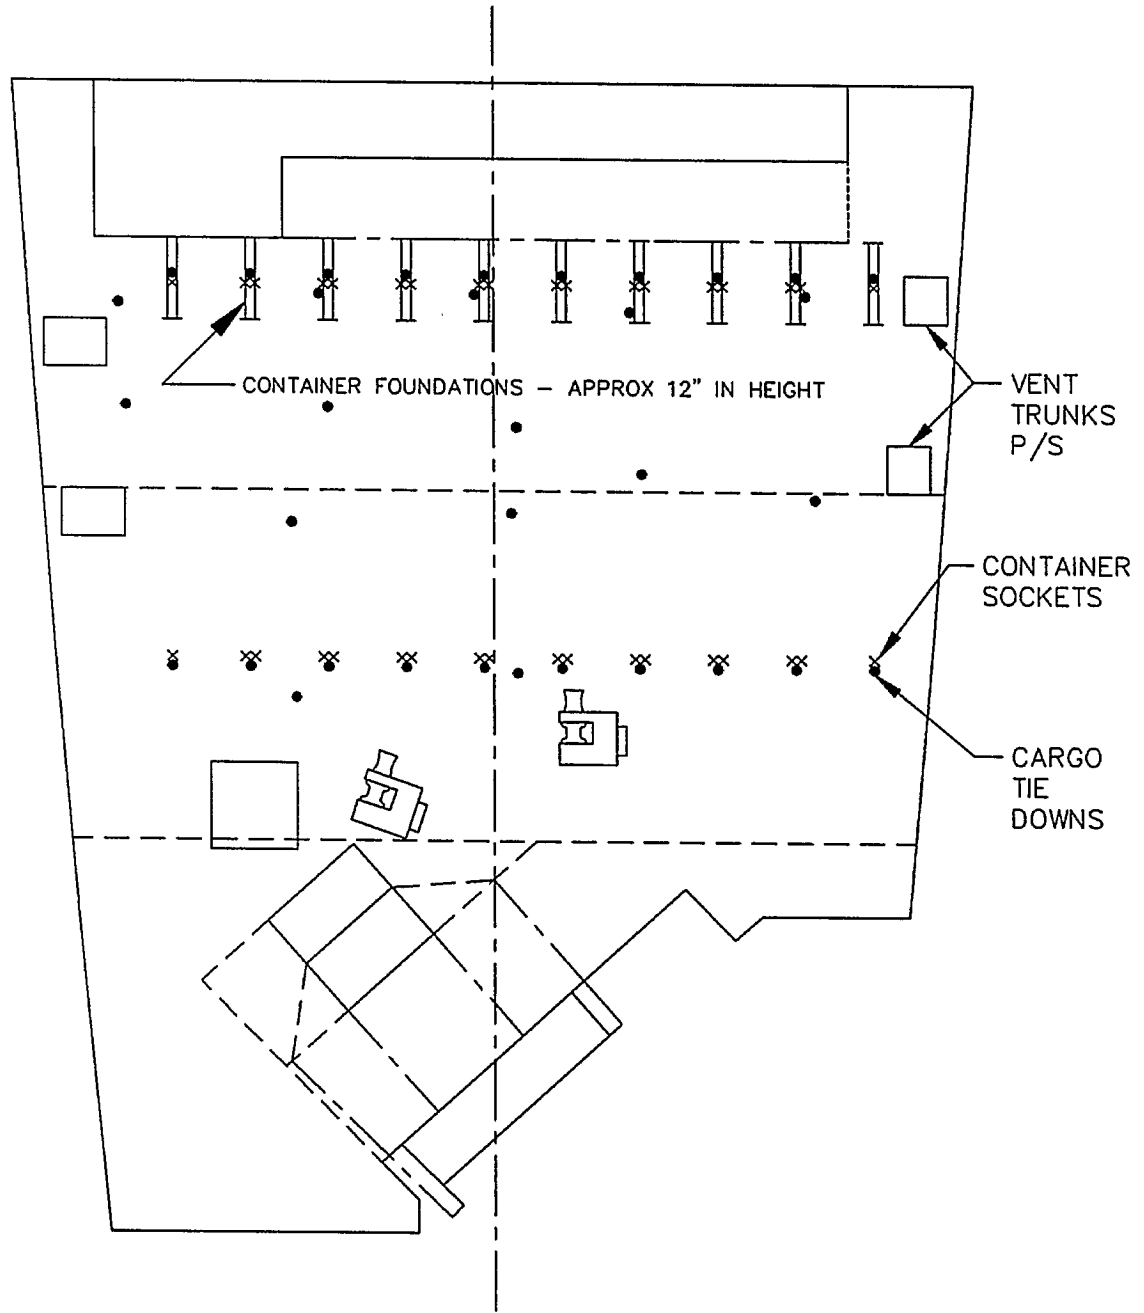 CONTAINER FOUNDATIONS – APPROX 12" IN HEIGHT
VENT
TRUNKS
P/S
CONTAINER
SOCKETS
CARGO
TIE
DOWNS